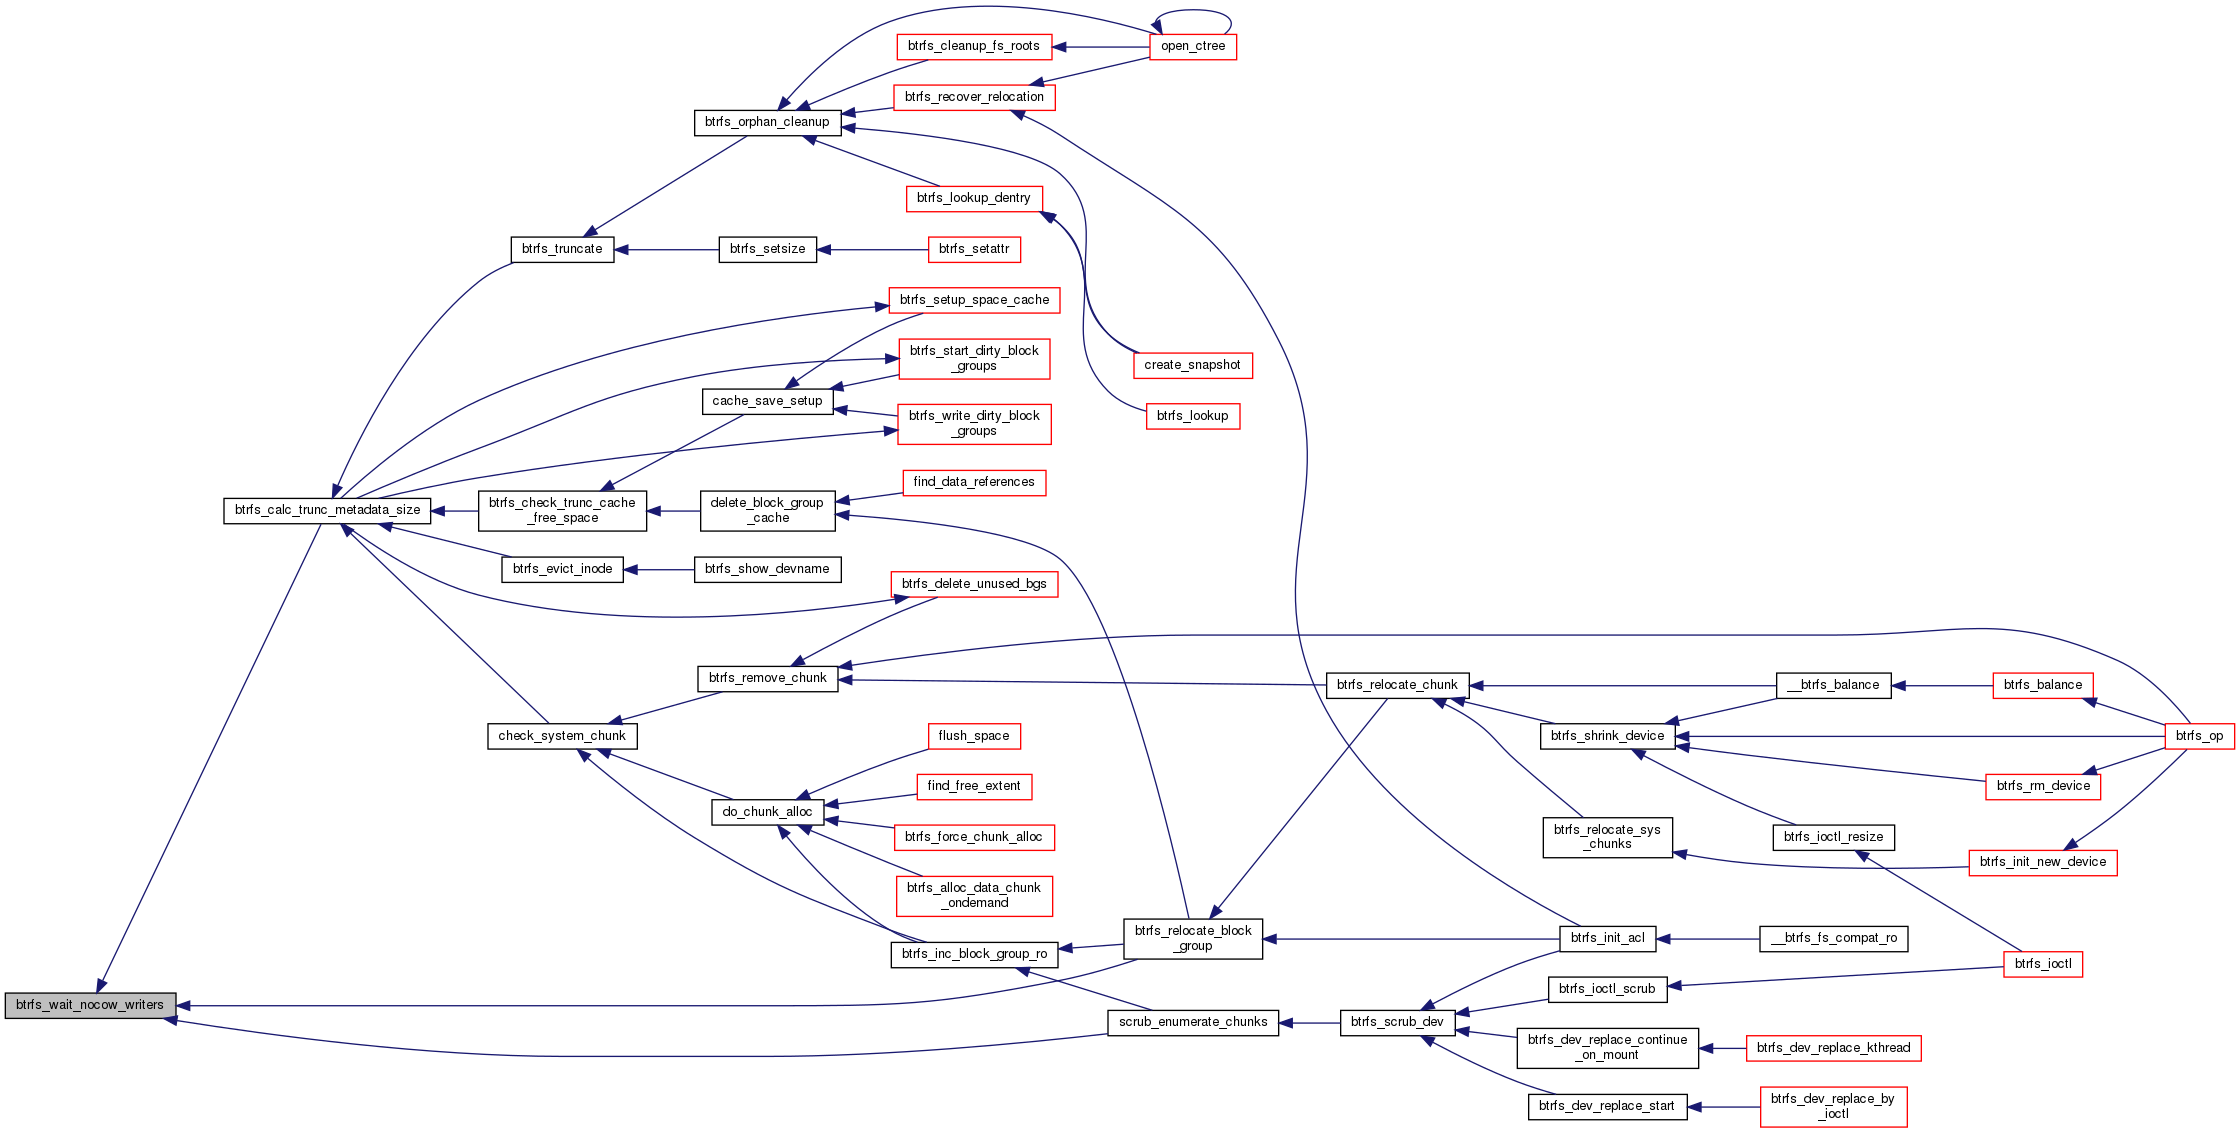 open_ctree
btrfs_cleanup_fs_roots
btrfs_recover_relocation
btrfs_orphan_cleanup
btrfs_lookup_dentry
btrfs_truncate
btrfs_setsize
btrfs_setattr
btrfs_setup_space_cache
btrfs_start_dirty_block
_groups
create_snapshot
cache_save_setup
btrfs_write_dirty_block
_groups
btrfs_lookup
find_data_references
btrfs_calc_trunc_metadata_size
btrfs_check_trunc_cache
_free_space
delete_block_group
_cache
btrfs_evict_inode
btrfs_show_devname
btrfs_delete_unused_bgs
btrfs_remove_chunk
btrfs_relocate_chunk
__btrfs_balance
btrfs_balance
check_system_chunk
flush_space
btrfs_shrink_device
btrfs_op
find_free_extent
btrfs_rm_device
do_chunk_alloc
btrfs_force_chunk_alloc
btrfs_relocate_sys
_chunks
btrfs_ioctl_resize
btrfs_init_new_device
btrfs_alloc_data_chunk
_ondemand
btrfs_relocate_block
_group
btrfs_init_acl
__btrfs_fs_compat_ro
btrfs_inc_block_group_ro
btrfs_ioctl
btrfs_ioctl_scrub
btrfs_wait_nocow_writers
scrub_enumerate_chunks
btrfs_scrub_dev
btrfs_dev_replace_continue
_on_mount
btrfs_dev_replace_kthread
btrfs_dev_replace_start
btrfs_dev_replace_by
_ioctl